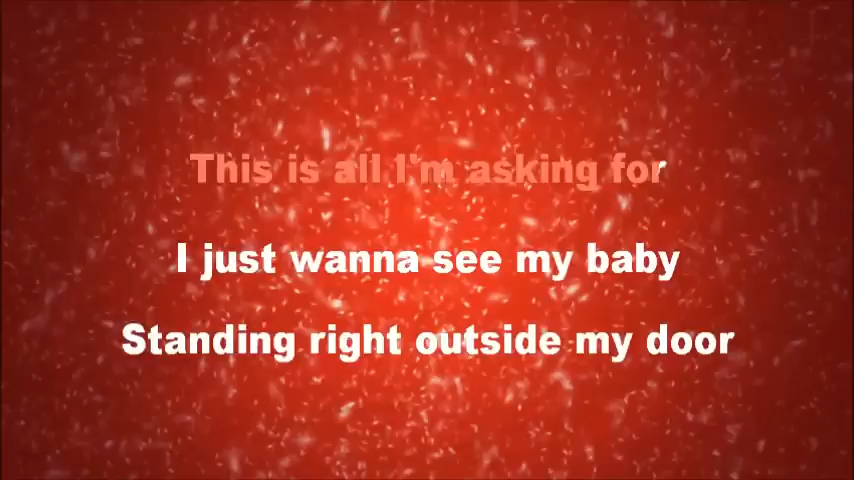 This is all I'm asking for
I just wanna see my baby
Standing right outside my door